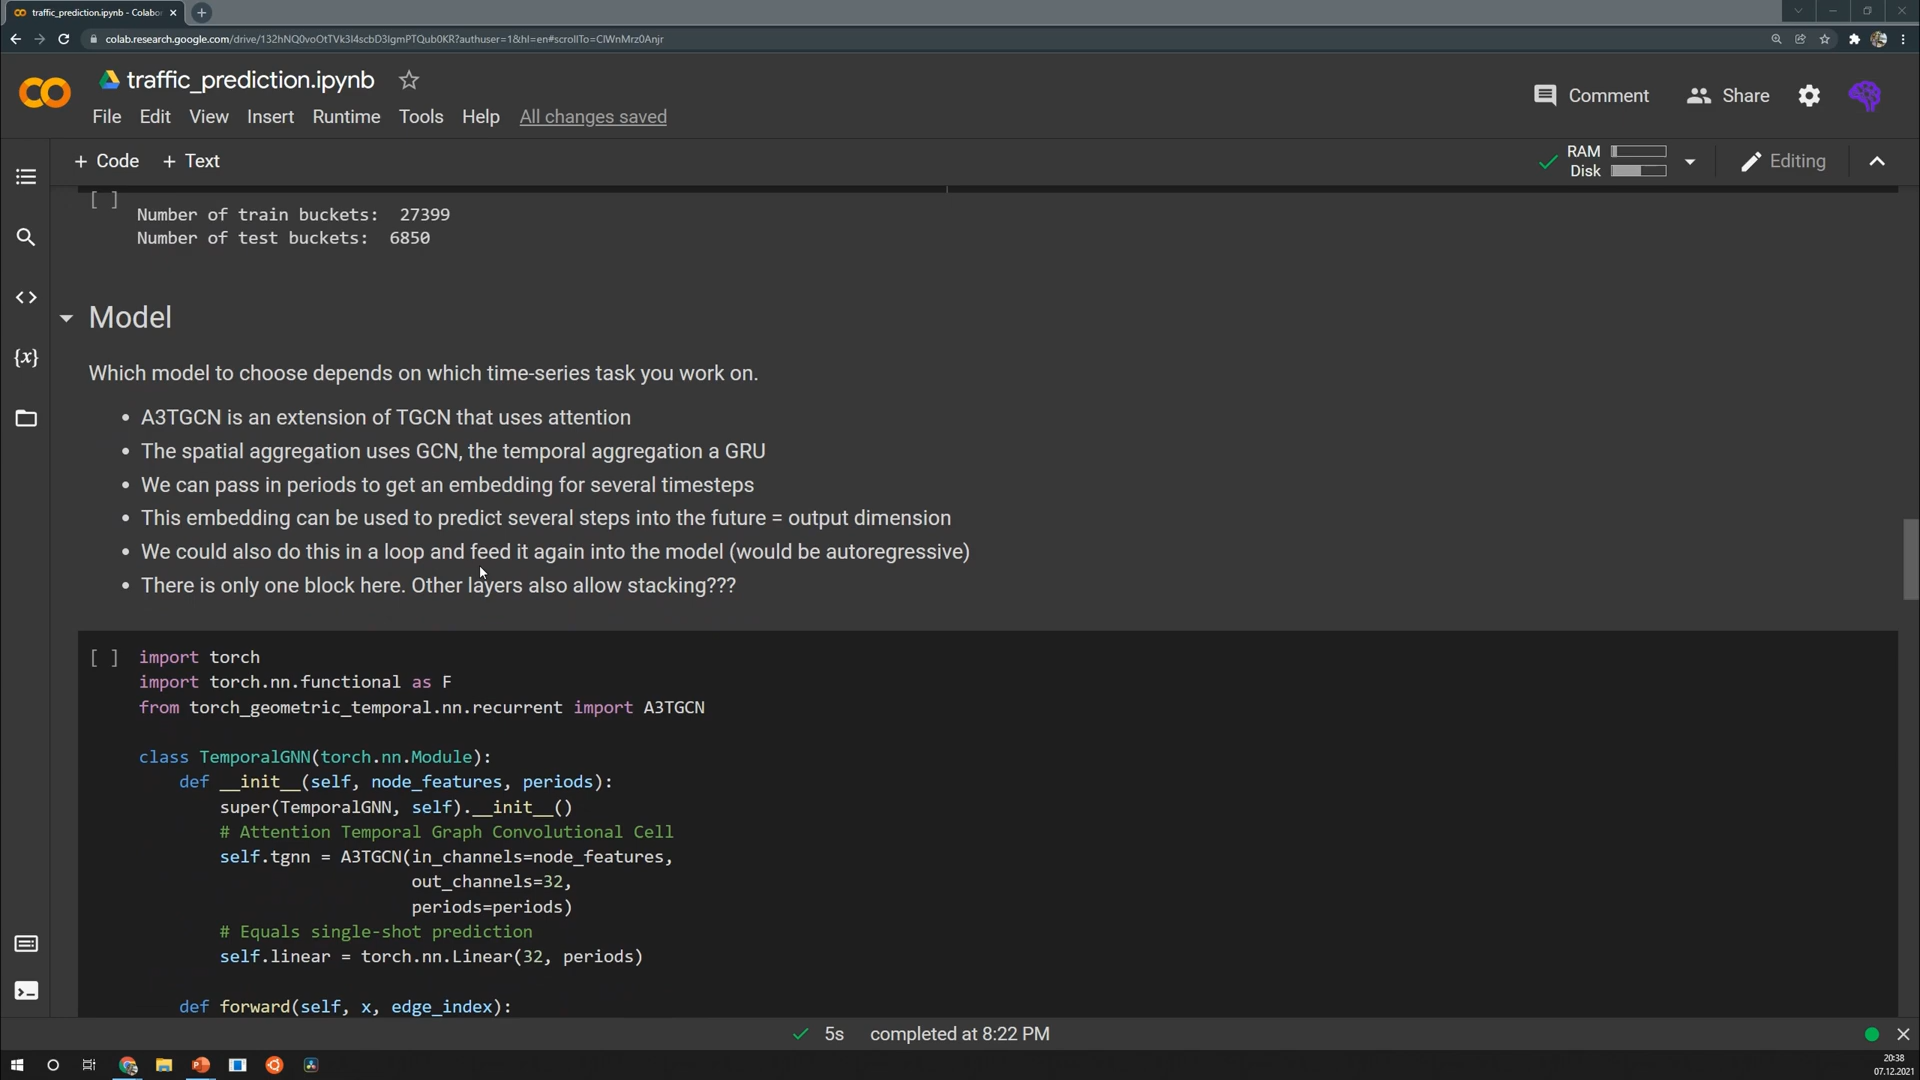 traffic_prediction.ipynb - Colabo
colab.research.google.com/drive/132hNQ0voOtTVk3l4scbD3lgmPTQub0KR?authuser=1&hl=en#scrollTo=ClWnMrz0Anjr
traffic_prediction.ipynb
File Edit View Insert Runtime Tools Help All changes saved
Comment Share
+ Code + Text
RAM
Disk
Editing
[ ]
Number of train buckets:  27399
Number of test buckets:  6850
Model
Which model to choose depends on which time-series task you work on.
• A3TGCN is an extension of TGCN that uses attention
• The spatial aggregation uses GCN, the temporal aggregation a GRU
• We can pass in periods to get an embedding for several timesteps
• This embedding can be used to predict several steps into the future = output dimension
• We could also do this in a loop and feed it again into the model (would be autoregressive)
• There is only one block here. Other layers also allow stacking???
[ ] import torch
import torch.nn.functional as F
from torch_geometric_temporal.nn.recurrent import A3TGCN
class TemporalGNN(torch.nn.Module):
def __init__(self, node_features, periods):
super(TemporalGNN, self).__init__()
# Attention Temporal Graph Convolutional Cell
self.tgnn = A3TGCN(in_channels=node_features,
out_channels=32,
periods=periods)
# Equals single-shot prediction
self.linear = torch.nn.Linear(32, periods)
def forward(self, x, edge_index):
5s completed at 8:22 PM
20:38
07.12.2021